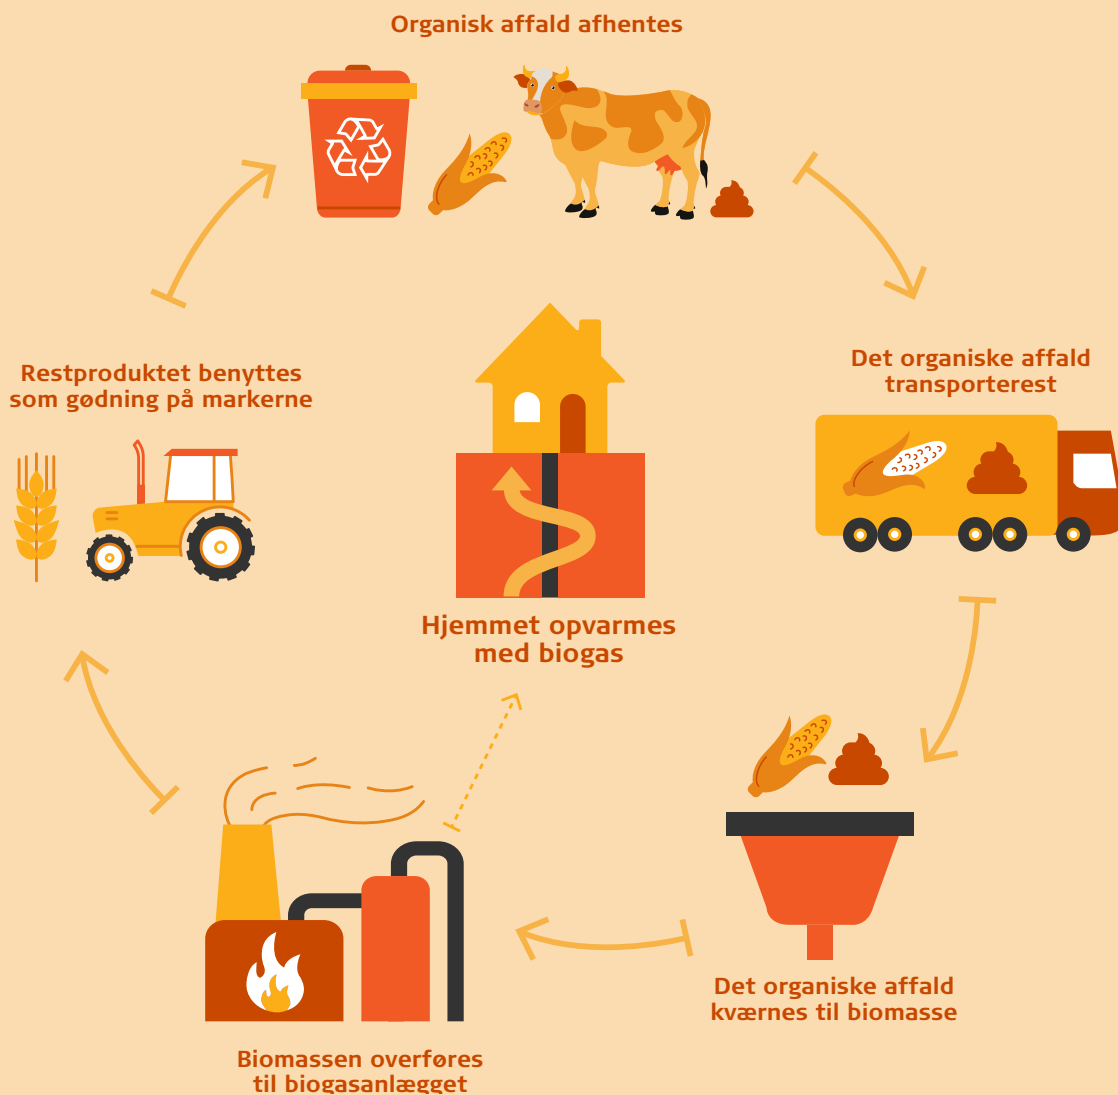 Organisk affald afhentes
Det organiske affald
transporterest
Det organiske affald
kværnes til biomasse
Biomassen overføres
til biogasanlægget
Restproduktet benyttes
som gødning på markerne
Hjemmet opvarmes
med biogas